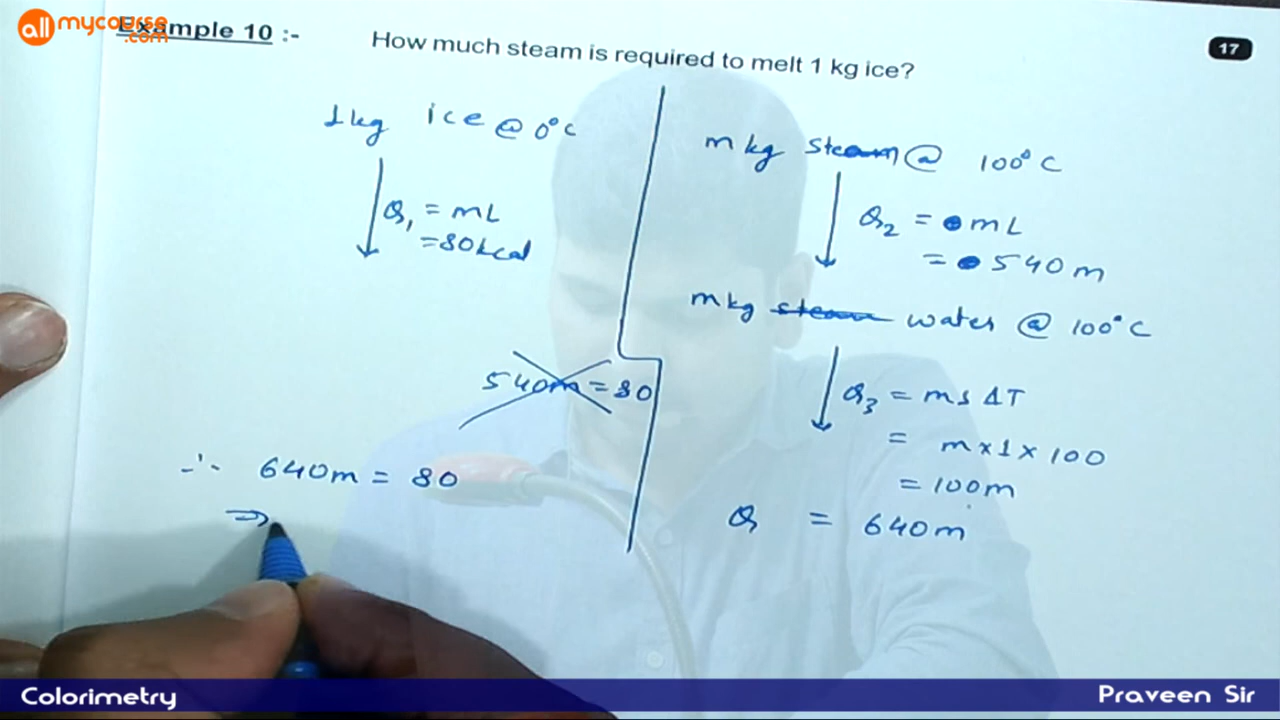 allmycourse.com
Example 10 :-
How much steam is required to melt 1 kg ice?
17
1kg ice @ 0°C
Q₁ = mL
= 80kcal
m kg steam @ 100°C
Q₂ = mL
= 540m
m kg steam water @ 100°C
Q₃ = ms ΔT
= m x 1 x 100
= 100m
Q = 640m
540m = 80
∴ 640m = 80
⇒
Colorimetry
Praveen Sir